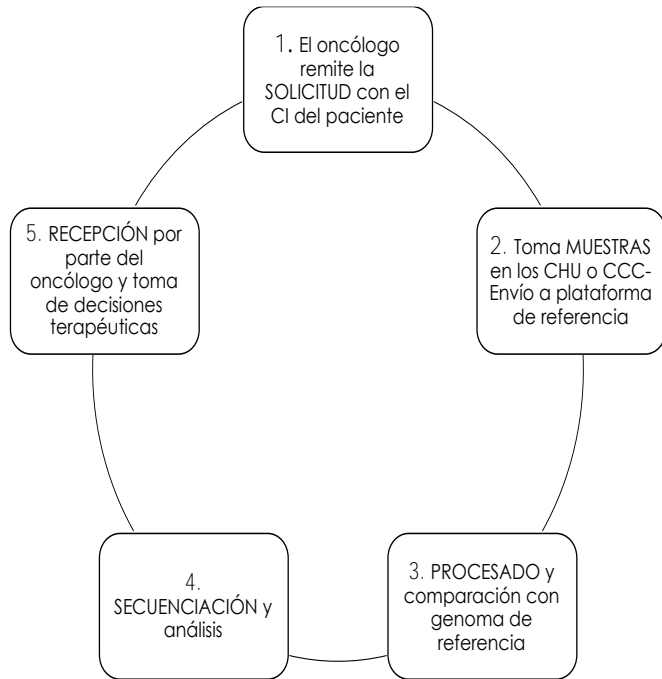 1. El oncólogo
remite la
SOLICITUD con el
CI del paciente
2. Toma MUESTRAS
en los CHU o CCC-
Envío a plataforma
de referencia
3. PROCESADO y
comparación con
genoma de
referencia
4.
SECUENCIACIÓN y
análisis
5. RECEPCIÓN por
parte del
oncólogo y toma
de decisiones
terapéuticas